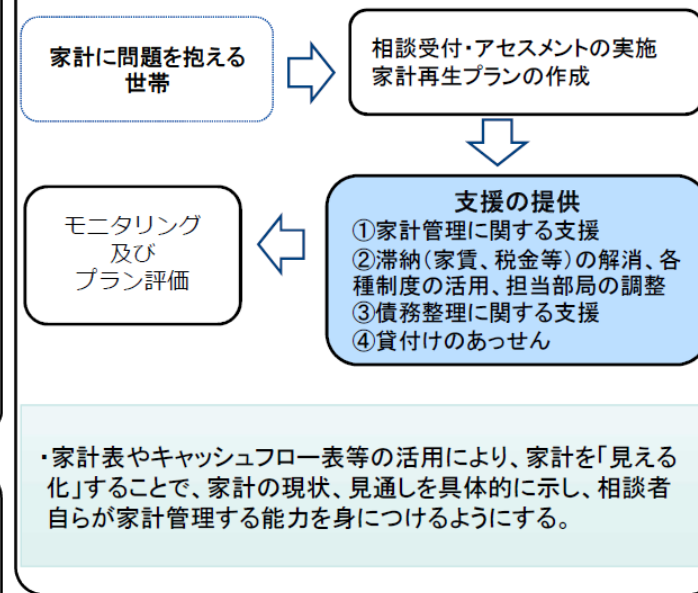 家計に問題を抱える
世帯
相談受付・アセスメントの実施
家計再生プランの作成
支援の提供
①家計管理に関する支援
②滞納(家賃、税金等)の解消、各
種制度の活用、担当部局の調整
③債務整理に関する支援
④貸付けのあっせん
モニタリング
及び
プラン評価
・家計表やキャッシュフロー表等の活用により、家計を「見える
化」することで、家計の現状、見通しを具体的に示し、相談者
自らが家計管理する能力を身につけるようにする。